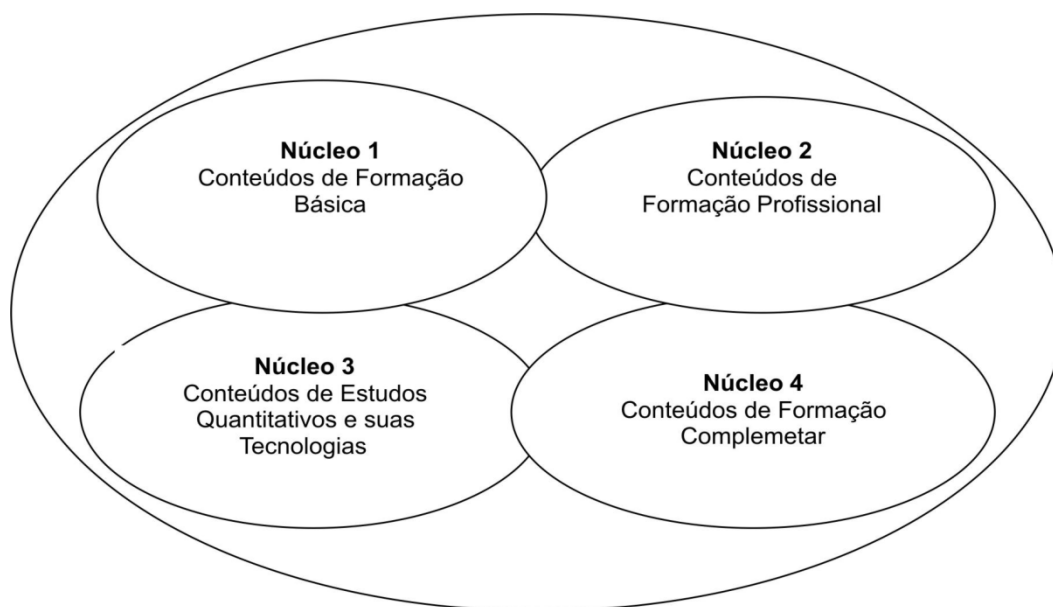 Núcleo 1
Conteúdos de Formação
Básica
Núcleo 2
Conteúdos de
Formação Profissional
Núcleo 3
Conteúdos de Estudos
Quantitativos e suas
Tecnologias
Núcleo 4
Conteúdos de Formação
Complemetar